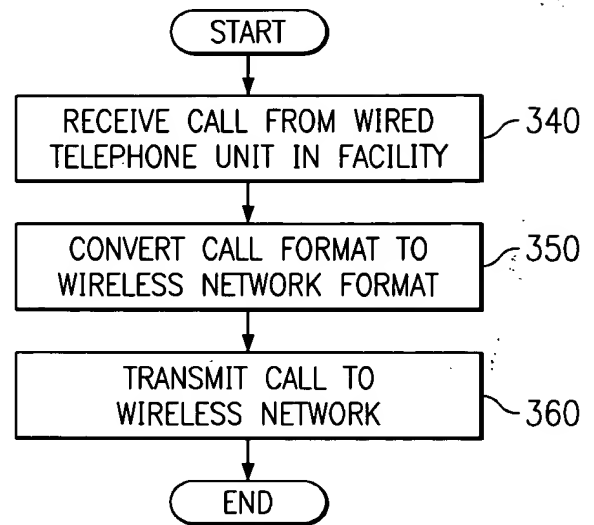 START
RECEIVE CALL FROM WIRED
TELEPHONE UNIT IN FACILITY
340
CONVERT CALL FORMAT TO
WIRELESS NETWORK FORMAT
350
TRANSMIT CALL TO
WIRELESS NETWORK
360
END